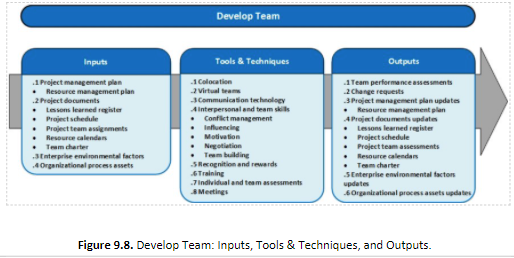 Develop Team
Inputs
.1 Project management plan
• Resource management plan
.2 Project documents
• Lessons learned register
• Project schedule
• Project team assignments
• Resource calendars
• Team charter
.3 Enterprise environmental factors
.4 Organizational process assets
Tools & Techniques
.1 Colocation
.2 Virtual teams
.3 Communication technology
.4 Interpersonal and team skills
• Conflict management
• Influencing
• Motivation
• Negotiation
• Team building
.5 Recognition and rewards
.6 Training
.7 Individual and team assessments
.8 Meetings
Outputs
.1 Team performance assessments
.2 Change requests
.3 Project management plan updates
• Resource management plan
.4 Project documents updates
• Lessons learned register
• Project schedule
• Project team assessments
• Resource calendars
• Team charter
.5 Enterprise environmental factors
updates
.6 Organizational process assets updates
Figure 9.8. Develop Team: Inputs, Tools & Techniques, and Outputs.